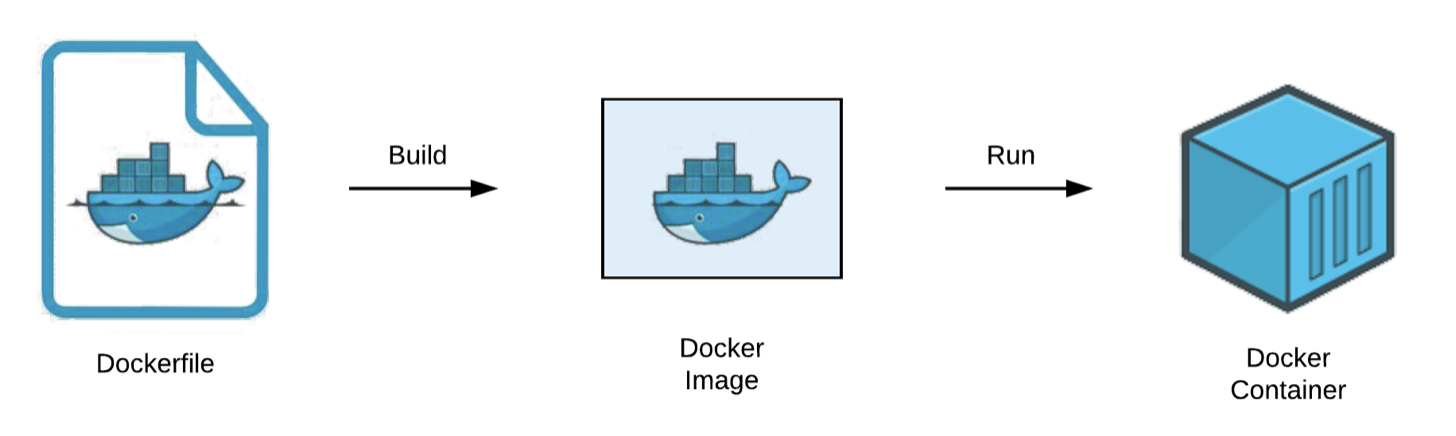 Build
Run
Dockerfile
Docker
Image
Docker
Container